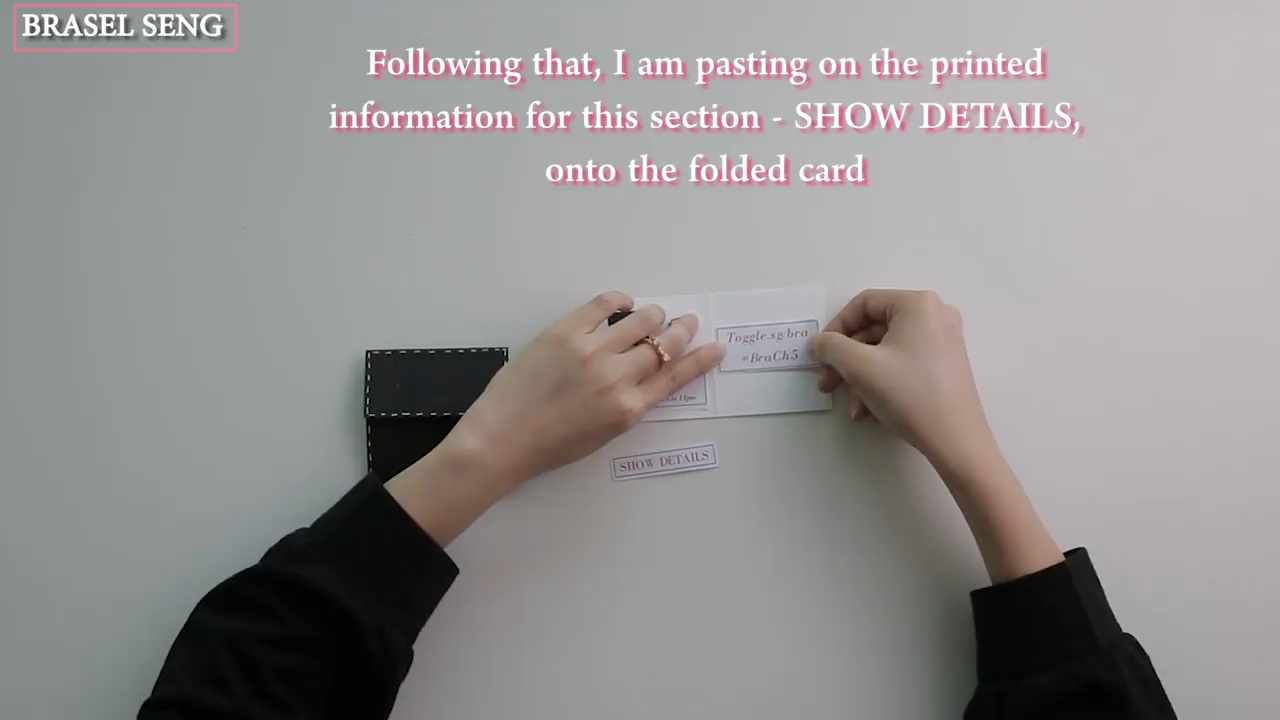 BRASEL SENG
Following that, I am pasting on the printed
information for this section - SHOW DETAILS,
onto the folded card
Toggle.sg/bra
#BraCh5
11pm
SHOW DETAILS